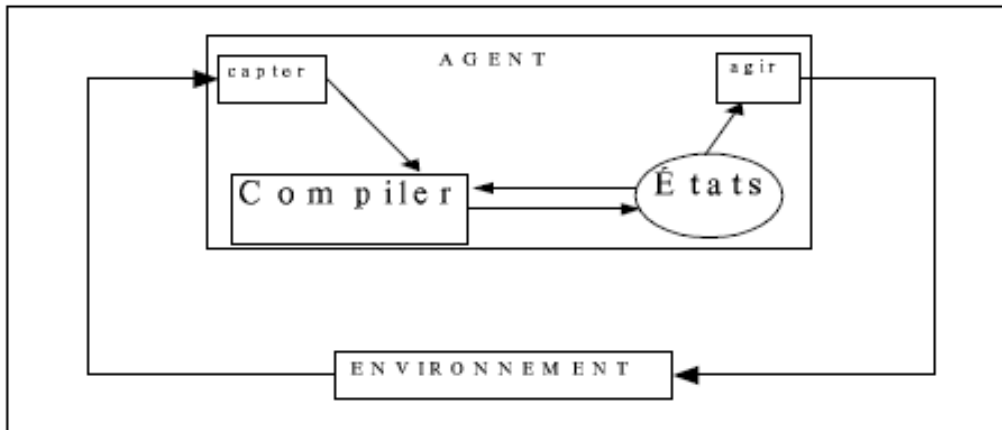 AGENT
capter
agir
Compiler
États
ENVIRONNEMENT